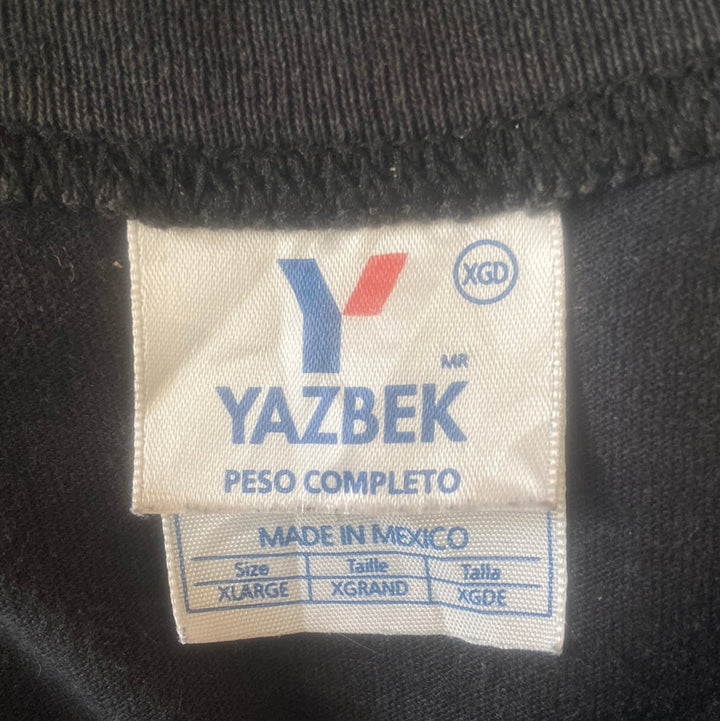 XGD
MR
YAZBEK
PESO COMPLETO
MADE IN MEXICO
Size Taille Talla
XLARGE XGRAND XGDE